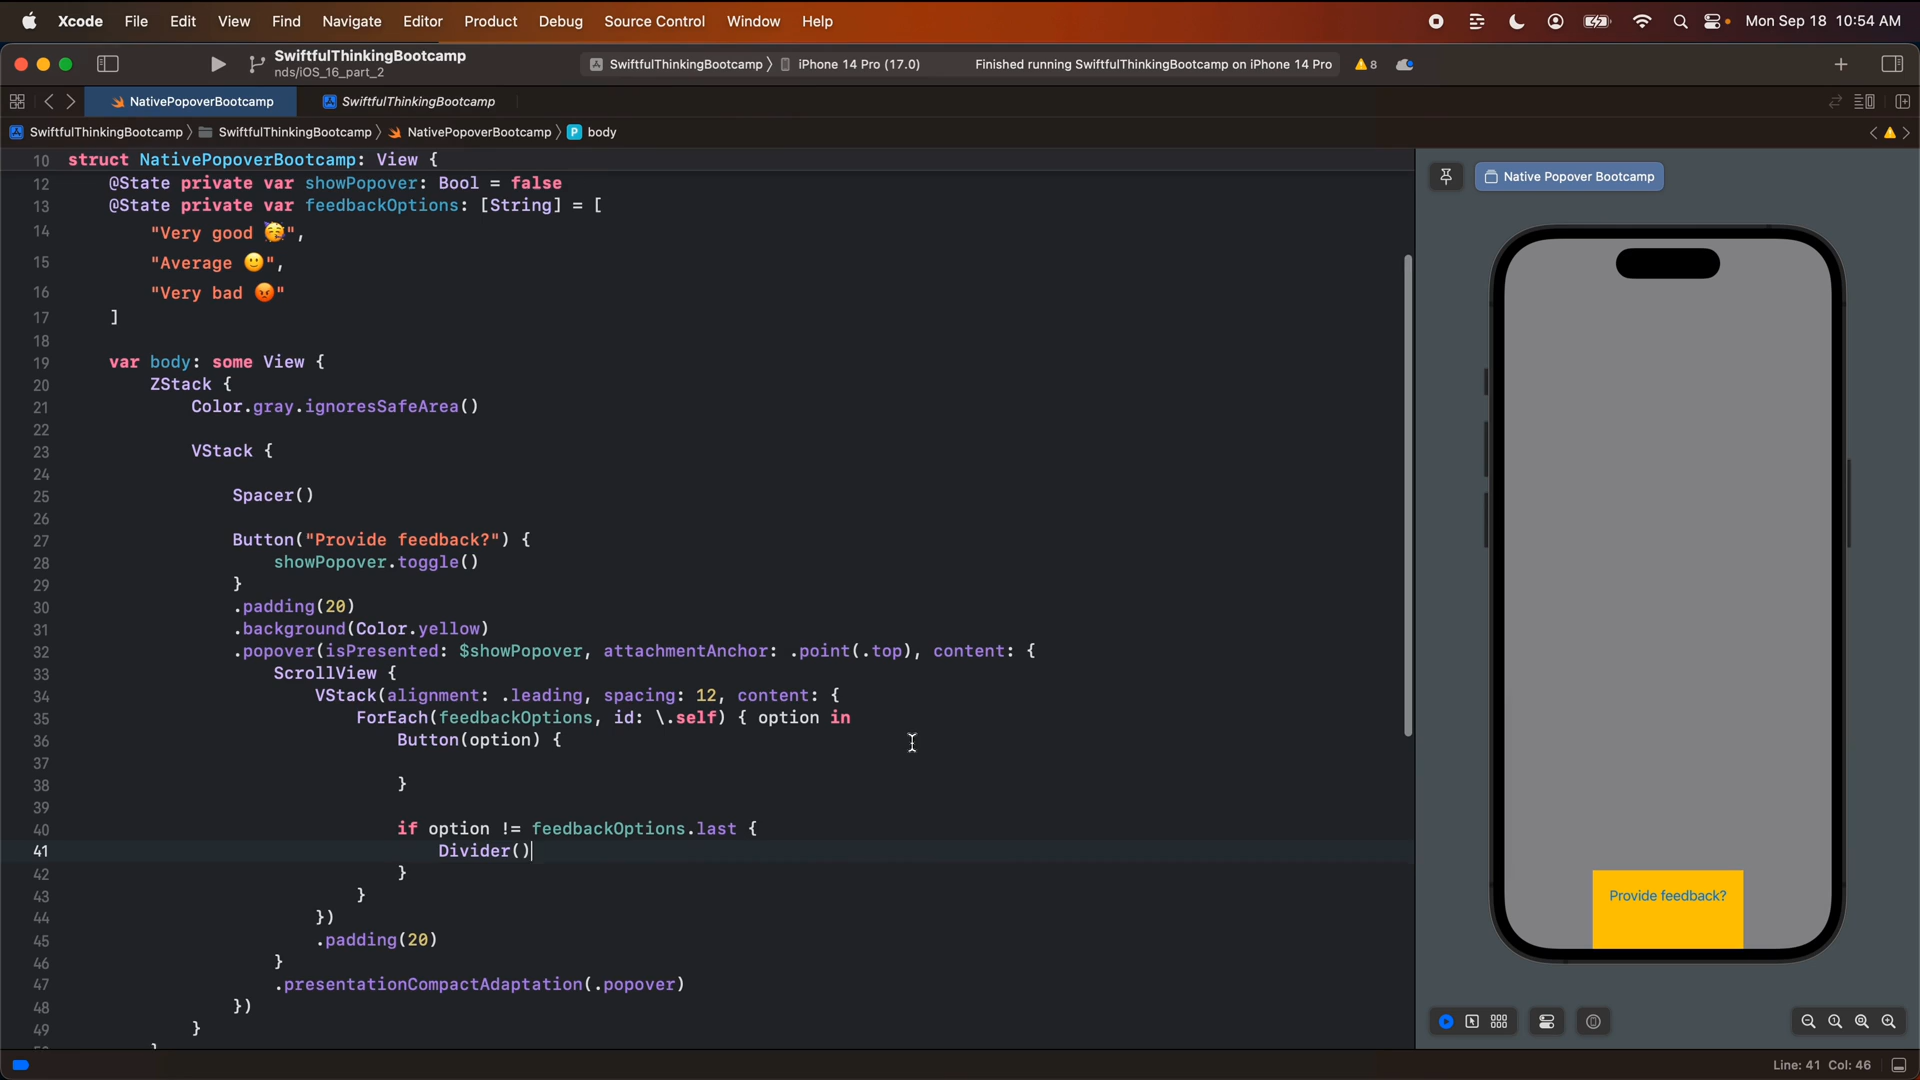 Xcode File Edit View Find Navigate Editor Product Debug Source Control Window Help Mon Sep 18 10:54 AM
SwiftfulThinkingBootcamp
nds/iOS_16_part_2
SwiftfulThinkingBootcamp 〉 iPhone 14 Pro (17.0) Finished running SwiftfulThinkingBootcamp on iPhone 14 Pro 8
NativePopoverBootcamp SwiftfulThinkingBootcamp
SwiftfulThinkingBootcamp 〉 SwiftfulThinkingBootcamp 〉 NativePopoverBootcamp 〉 P body
10 struct NativePopoverBootcamp: View {
12 @State private var showPopover: Bool = false
13 @State private var feedbackOptions: [String] = [
14 "Very good 🥳",
15 "Average 🙂",
16 "Very bad 😡"
17 ]
18
19 var body: some View {
20 ZStack {
21 Color.gray.ignoresSafeArea()
22
23 VStack {
24
25 Spacer()
26
27 Button("Provide feedback?") {
28 showPopover.toggle()
29 }
30 .padding(20)
31 .background(Color.yellow)
32 .popover(isPresented: $showPopover, attachmentAnchor: .point(.top), content: {
33 ScrollView {
34 VStack(alignment: .leading, spacing: 12, content: {
35 ForEach(feedbackOptions, id: \.self) { option in
36 Button(option) {
37
38 }
39
40 if option != feedbackOptions.last {
41 Divider()
42 }
43 }
44 })
45 .padding(20)
46 }
47 .presentationCompactAdaptation(.popover)
48 })
49 }
Native Popover Bootcamp
Provide feedback?
Line: 41 Col: 46